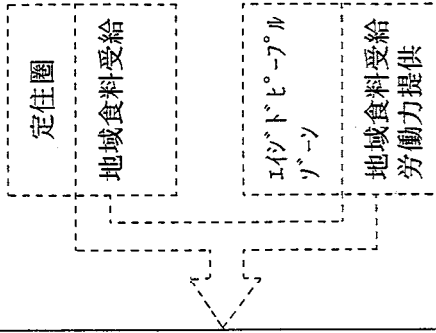 定住圏
地域食料受給
エイジドピープル
ゾーン
地域食料受給
労働力提供